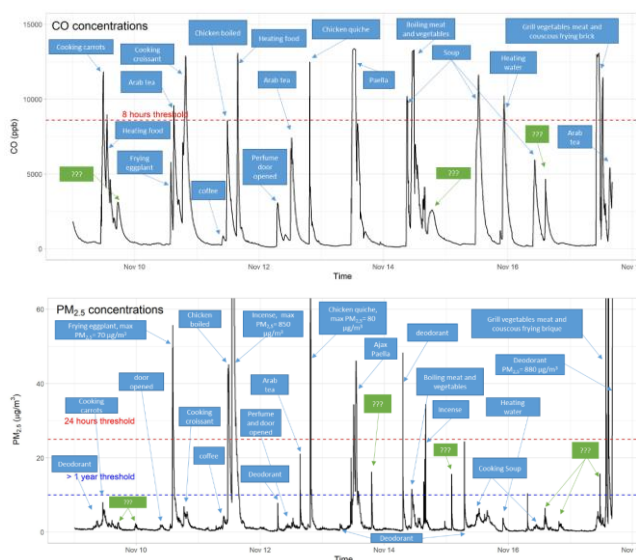 CO concentrations
Cooking carrots
Cooking
croissant
Arab tea
Chicken boiled
Heating food
Chicken quiche
Arab tea
Paella
Boiling meat
and vegetables
Soup
Grill vegetables meat and
couscous frying brick
Heating
water
8 hours threshold
Heating food
???
Frying
eggplant
coffee
Perfume
door
opened
???
???
Arab
tea
CO (ppb)
15000
10000
5000
0
Nov 10
Nov 12
Nov 14
Nov 16
Nov
Time
PM2.5 concentrations
Frying eggplant, max
PM2.5= 70 µg/m³
Chicken
boiled
Incense, max
PM2.5= 850
µg/m³
Chicken quiche,
max PM2.5= 80
µg/m³
Ajax
Paella
deodorant
Grill vegetables meat and
couscous frying brique
door
opened
Cooking
carrots
Arab
tea
???
Boiling meat and
vegetables
Deodorant
PM2.5= 880 µg/m³
24 hours threshold
Cooking
croissant
Perfume and
door
opened
incense
Heating
water
???
???
Deodorant
coffee
Deodorant
Cooking Soup
> 1 year threshold
???
Deodorant
PM2.5 (µg/m³)
60
40
20
0
Nov 10
Nov 12
Nov 14
Nov 16
Nov
Time